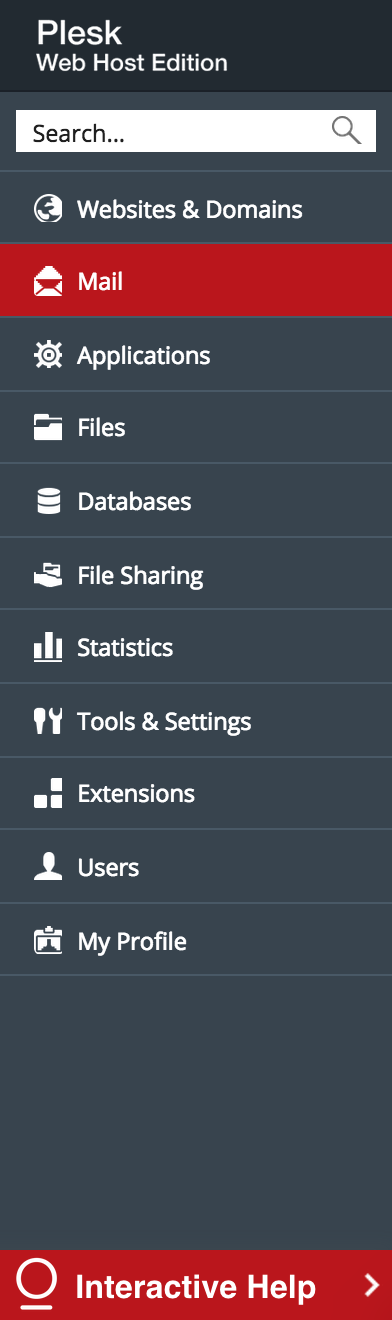 Plesk
Web Host Edition
Search...
Websites & Domains
Mail
Applications
Files
Databases
File Sharing
Statistics
Tools & Settings
Extensions
Users
My Profile
Interactive Help